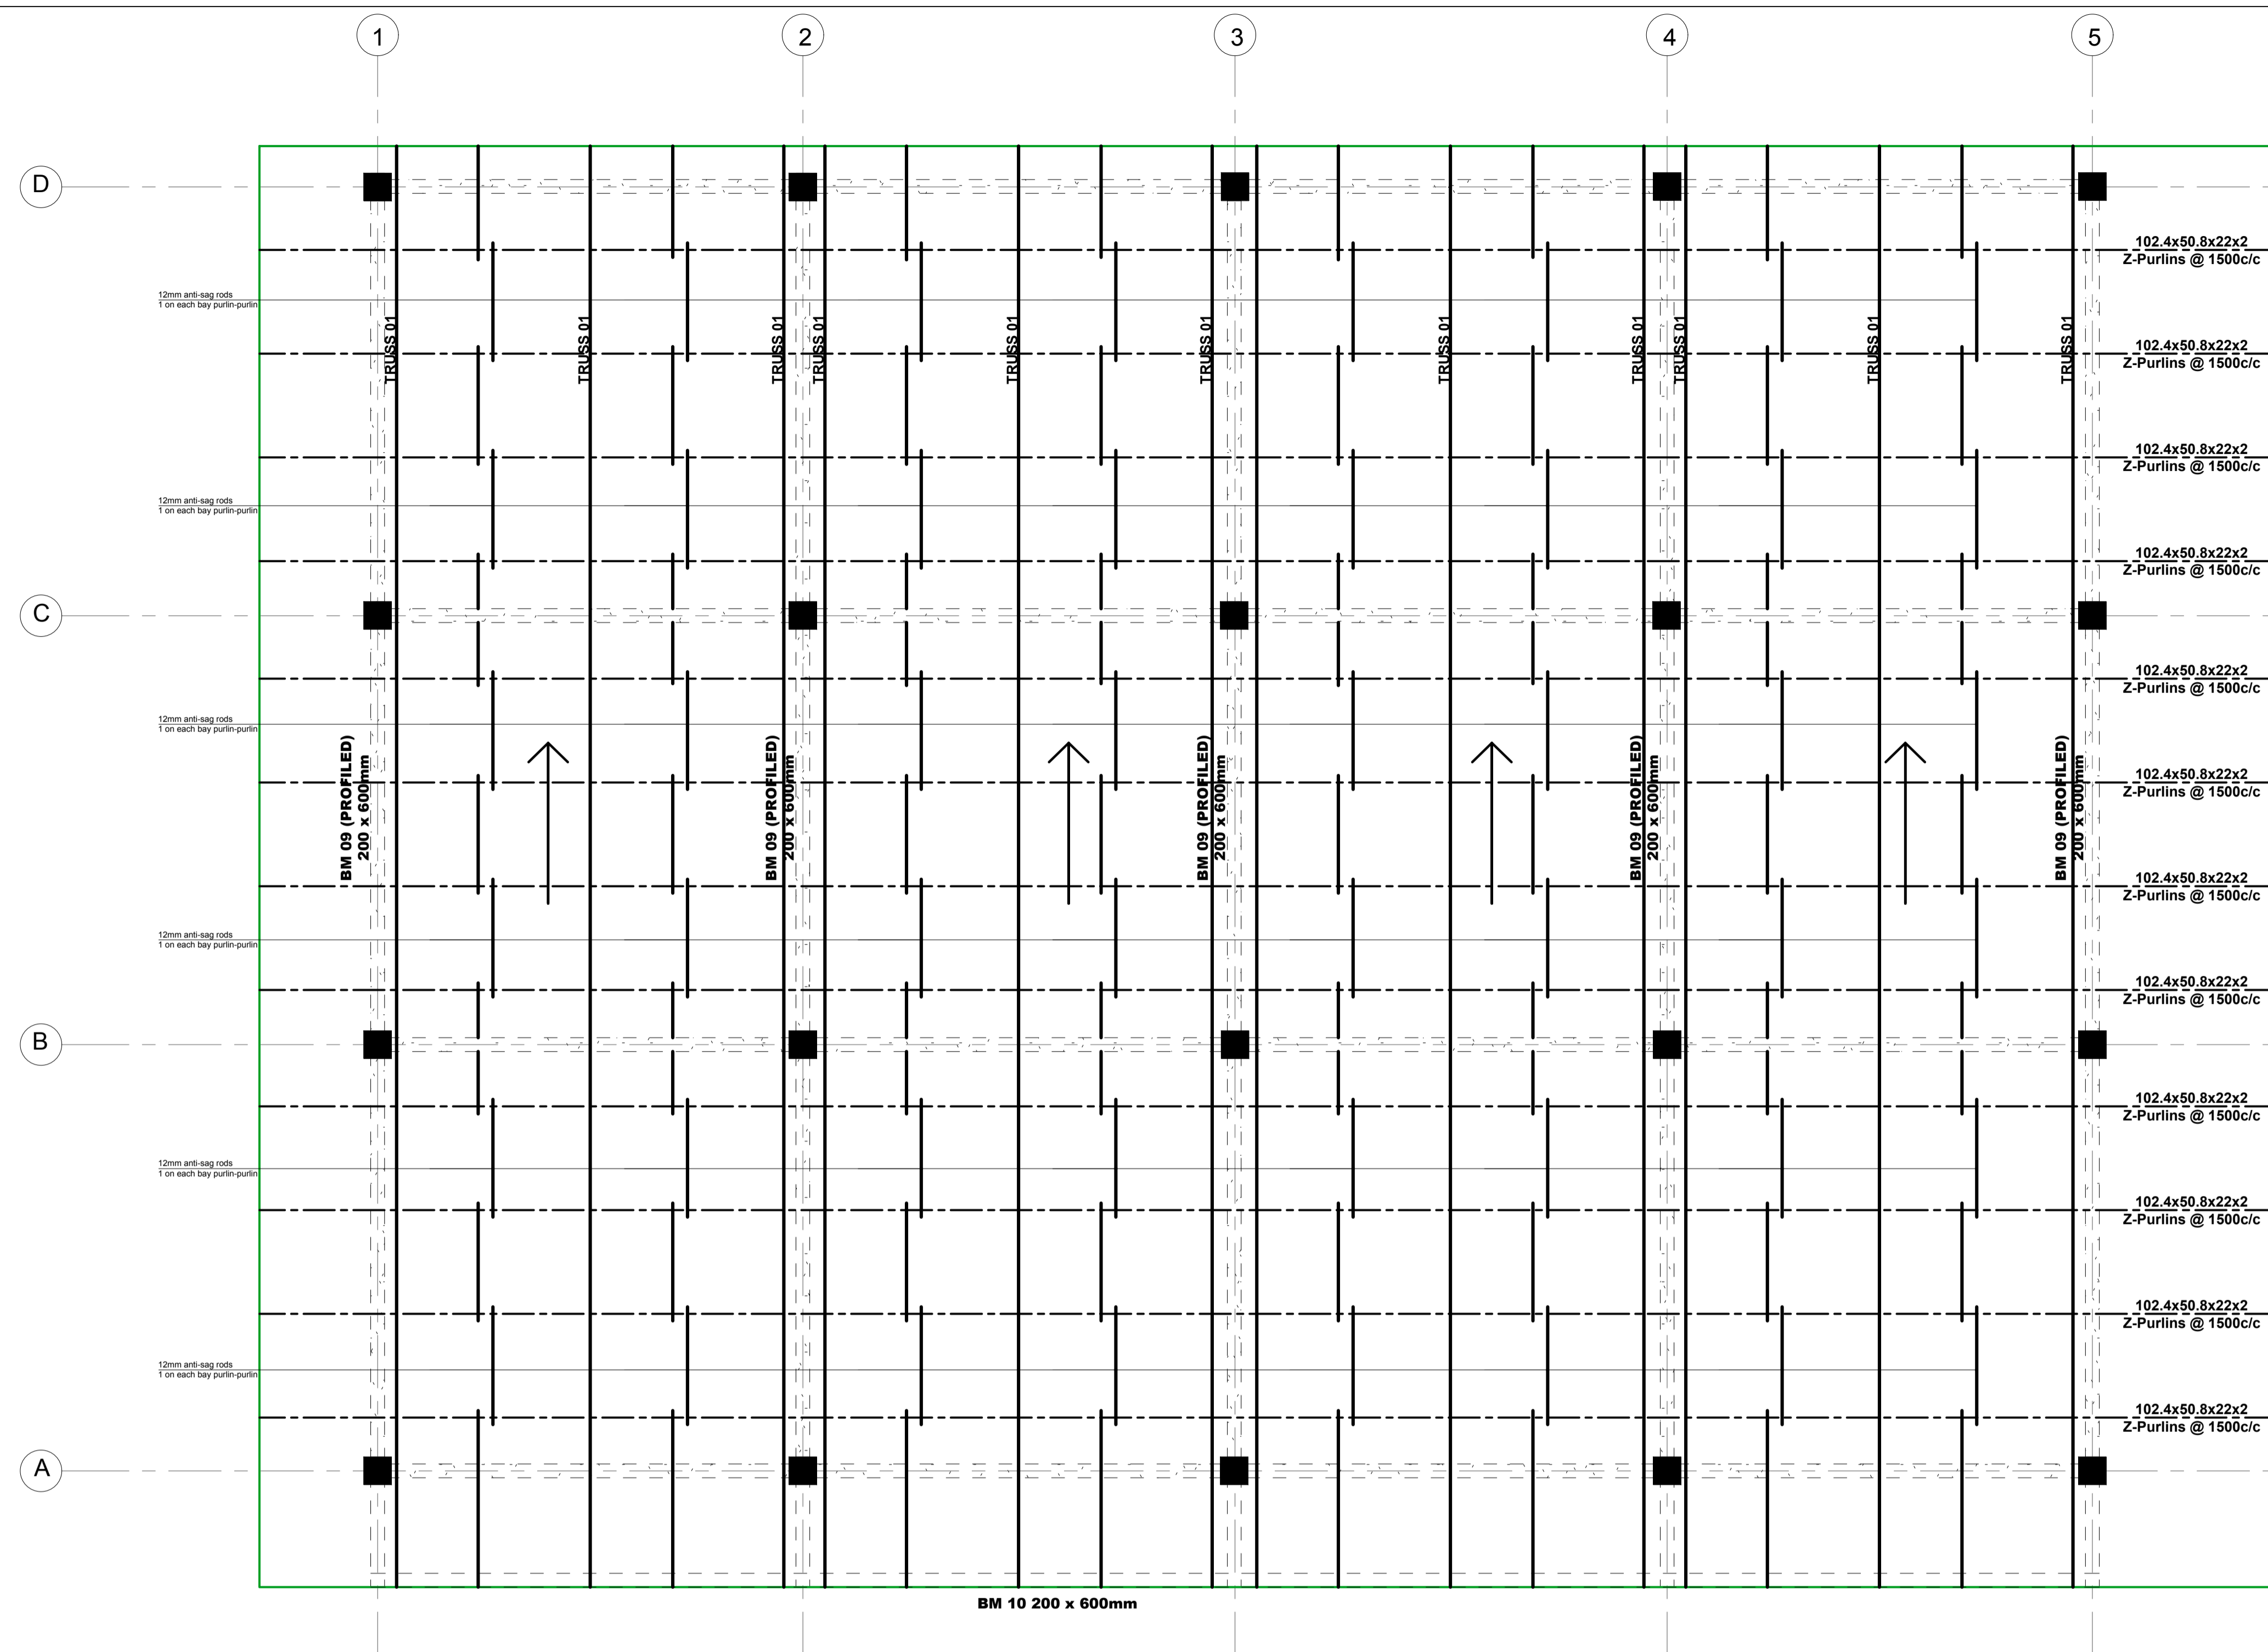 1
2
3
4
5
D
102.4x50.8x22x2
Z-Purlins @ 1500c/c
12mm anti-sag rods
1 on each bay purlin-purlin
TRUSS 01
TRUSS 01
TRUSS 01
TRUSS 01
TRUSS 01
TRUSS 01
TRUSS 01
TRUSS 01
TRUSS 01
TRUSS 01
TRUSS 01
102.4x50.8x22x2
Z-Purlins @ 1500c/c
102.4x50.8x22x2
Z-Purlins @ 1500c/c
12mm anti-sag rods
1 on each bay purlin-purlin
102.4x50.8x22x2
Z-Purlins @ 1500c/c
C
102.4x50.8x22x2
Z-Purlins @ 1500c/c
12mm anti-sag rods
1 on each bay purlin-purlin
BM 09 (PROFILED)
200 x 600mm
BM 09 (PROFILED)
200 x 600mm
BM 09 (PROFILED)
200 x 600mm
BM 09 (PROFILED)
200 x 600mm
BM 09 (PROFILED)
200 x 600mm
102.4x50.8x22x2
Z-Purlins @ 1500c/c
102.4x50.8x22x2
Z-Purlins @ 1500c/c
12mm anti-sag rods
1 on each bay purlin-purlin
102.4x50.8x22x2
Z-Purlins @ 1500c/c
B
102.4x50.8x22x2
Z-Purlins @ 1500c/c
12mm anti-sag rods
1 on each bay purlin-purlin
102.4x50.8x22x2
Z-Purlins @ 1500c/c
102.4x50.8x22x2
Z-Purlins @ 1500c/c
12mm anti-sag rods
1 on each bay purlin-purlin
102.4x50.8x22x2
Z-Purlins @ 1500c/c
A
BM 10 200 x 600mm